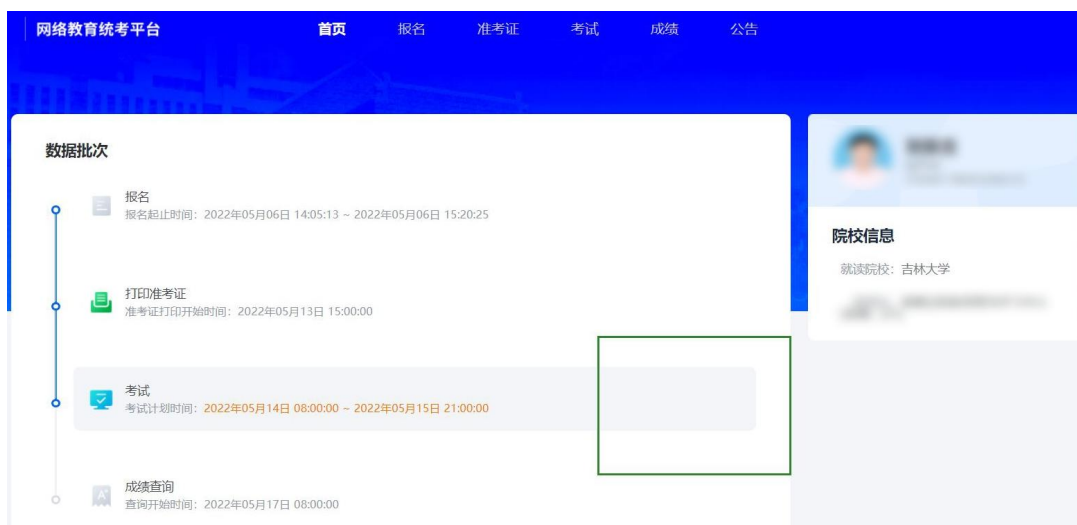 网络教育统考平台 首页 报名 准考证 考试 成绩 公告
数据批次
报名
报名起止时间：2022年05月06日 14:05:13 ~ 2022年05月06日 15:20:25
打印准考证
准考证打印开始时间：2022年05月13日 15:00:00
考试
考试计划时间：2022年05月14日 08:00:00 ~ 2022年05月15日 21:00:00
成绩查询
查询开始时间：2022年05月17日 08:00:00
院校信息
就读院校：吉林大学